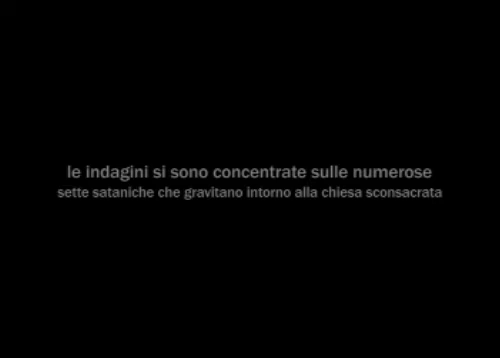 le indagini si sono concentrate sulle numerose
sette sataniche che gravitano intorno alla chiesa sconsacrata